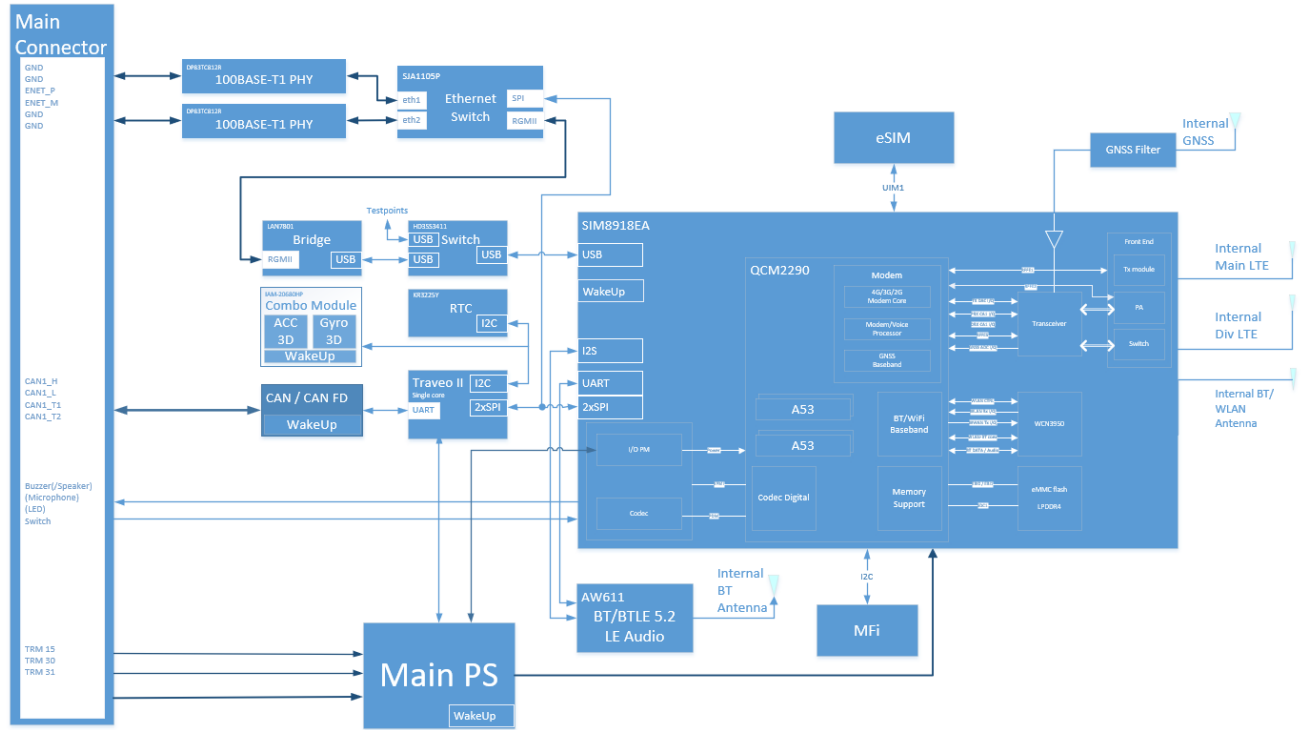 Main
Connector
GND
GND
ENET_P
ENET_M
GND
GND
CAN1_H
CAN1_L
CAN1_T1
CAN1_T2
Buzzer(/Speaker)
(Microphone)
(LED)
Switch
TRM 15
TRM 30
TRM 31
100BASE-T1 PHY
100BASE-T1 PHY
SJA1105P
eth1
eth2
Ethernet
Switch
SPI
RGMII
LAN7801
Bridge
RGMII
USB
Testpoints
HD3SS3411
USB
Switch
USB
USB
Combo Module
ACC
3D
Gyro
3D
WakeUp
RTC
I2C
CAN / CAN FD
WakeUp
Traveo II
Single core
I2C
UART
2xSPI
Main PS
WakeUp
eSIM
UIM1
GNSS Filter
Internal
GNSS
SIM8918EA
USB
WakeUp
I2S
UART
2xSPI
I/O PM
Codec
QCM2290
Modem
4G/3G/2G
Modem Core
Modem/Voice
Processor
GNSS
Baseband
A53
A53
BT/WiFi
Baseband
Codec Digital
Memory
Support
Transceiver
Front End
Tx module
PA
Switch
WCN3950
eMMC flash
LPDDR4
Internal
Main LTE
Internal
Div LTE
Internal BT/
WLAN
Antenna
AW611
BT/BTLE 5.2
LE Audio
Internal
BT
Antenna
I2C
MFi